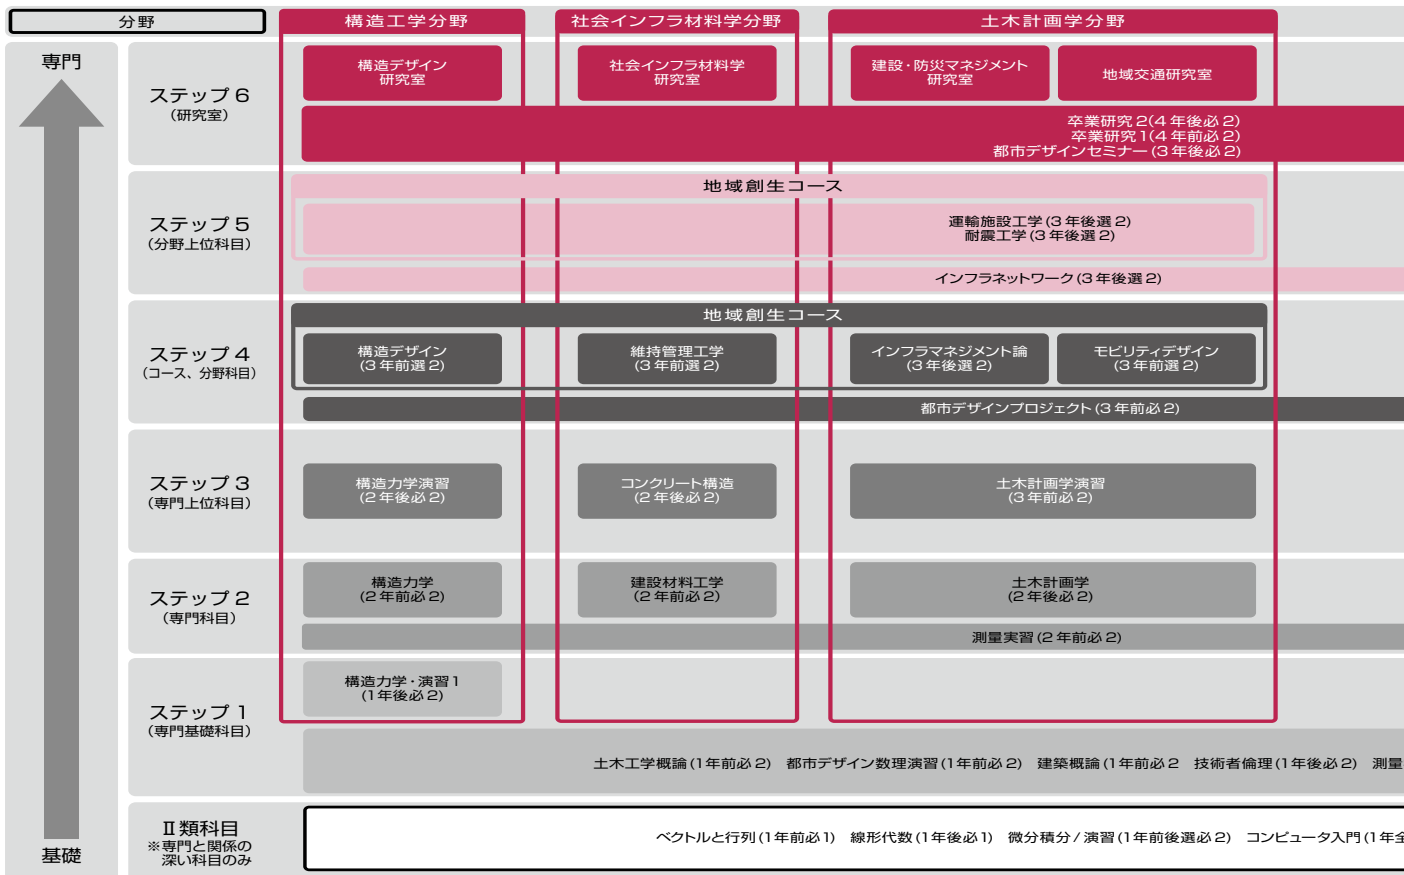 分野
構造工学分野
社会インフラ材料学分野
土木計画学分野
専門
ステップ 6
(研究室)
構造デザイン
研究室
社会インフラ材料学
研究室
建設・防災マネジメント
研究室
地域交通研究室
卒業研究 2(4 年後必 2)
卒業研究 1(4 年前必 2)
都市デザインセミナー (3 年後必 2)
ステップ 5
(分野上位科目)
地域創生コース
運輸施設工学 (3 年後選 2)
耐震工学 (3 年後選 2)
インフラネットワーク (3 年後選 2)
ステップ 4
(コース、分野科目)
地域創生コース
構造デザイン
(3 年前選 2)
維持管理工学
(3 年前選 2)
インフラマネジメント論
(3 年後選 2)
モビリティデザイン
(3 年前選 2)
都市デザインプロジェクト (3 年前必 2)
ステップ 3
(専門上位科目)
構造力学演習
(2 年後必 2)
コンクリート構造
(2 年後必 2)
土木計画学演習
(3 年前必 2)
ステップ 2
(専門科目)
構造力学
(2 年前必 2)
建設材料工学
(2 年前必 2)
土木計画学
(2 年後必 2)
測量実習 (2 年前必 2)
ステップ 1
(専門基礎科目)
構造力学・演習 1
(1 年後必 2)
土木工学概論 (1 年前必 2) 都市デザイン数理演習 (1 年前必 2) 建築概論 (1 年前必 2 技術者倫理 (1 年後必 2) 測量
基礎
Ⅱ類科目
※専門と関係の
深い科目のみ
ベクトルと行列 (1 年前必 1) 線形代数 (1 年後必 1) 微分積分 / 演習 (1 年前後選必 2) コンピュータ入門 (1 年全